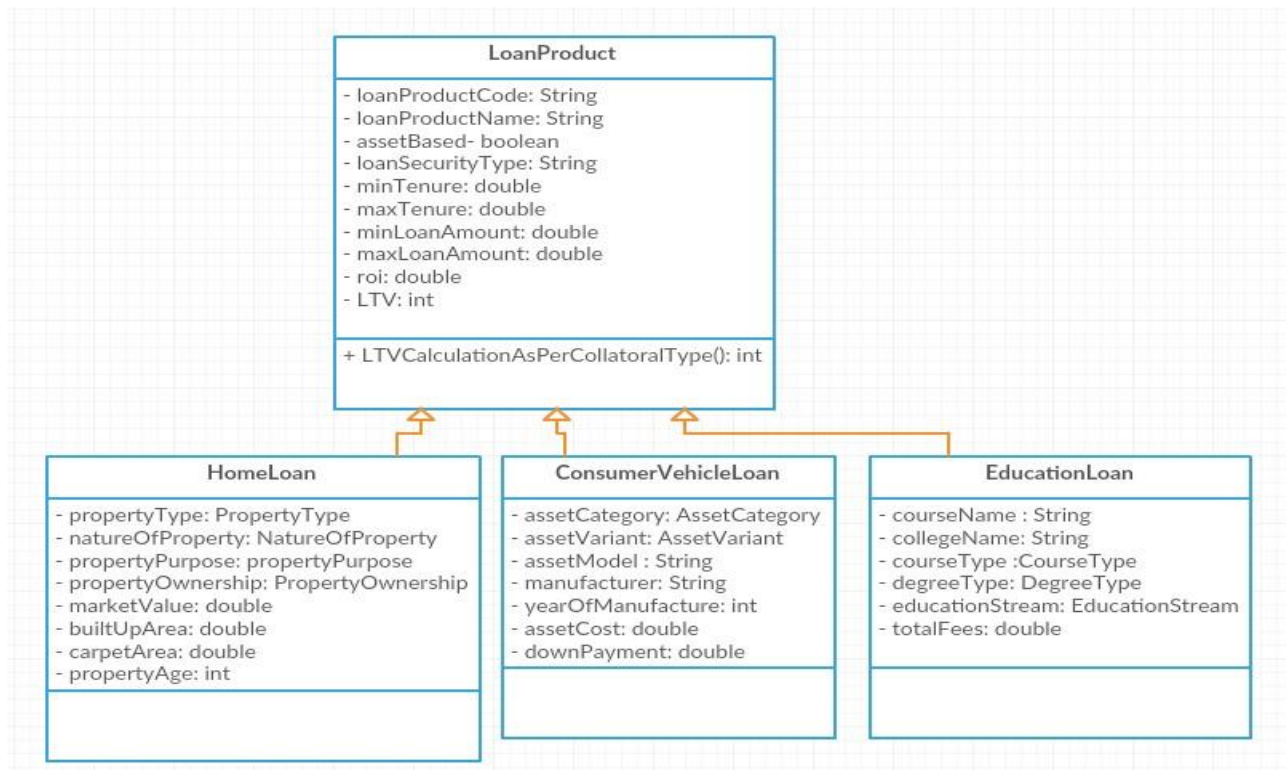 LoanProduct
- loanProductCode: String
- loanProductName: String
- assetBased- boolean
- loanSecurityType: String
- minTenure: double
- maxTenure: double
- minLoanAmount: double
- maxLoanAmount: double
- roi: double
- LTV: int
+ LTVCalculationAsPerCollatoralType(): int
HomeLoan
- propertyType: PropertyType
- natureOfProperty: NatureOfProperty
- propertyPurpose: propertyPurpose
- propertyOwnership: PropertyOwnership
- marketValue: double
- builtUpArea: double
- carpetArea: double
- propertyAge: int
ConsumerVehicleLoan
- assetCategory: AssetCategory
- assetVariant: AssetVariant
- assetModel : String
- manufacturer: String
- yearOfManufacture: int
- assetCost: double
- downPayment: double
EducationLoan
- courseName : String
- collegeName: String
- courseType :CourseType
- degreeType: DegreeType
- educationStream: EducationStream
- totalFees: double